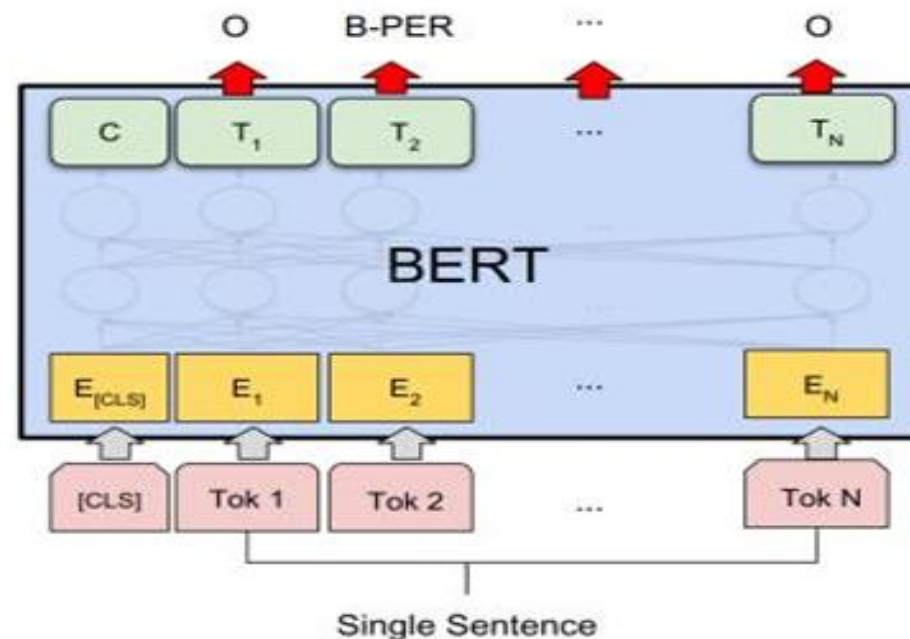 O B-PER ... O
C T1 T2 ... TN
...
BERT
...
E[CLS] E1 E2 ... EN
[CLS] Tok 1 Tok 2 ... Tok N
Single Sentence